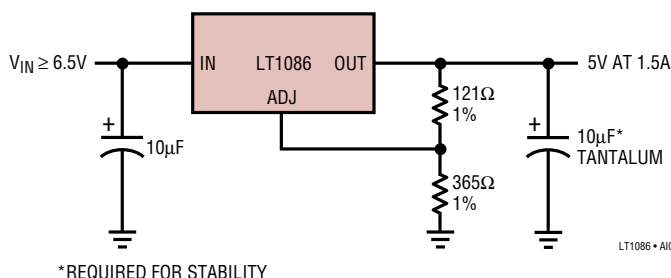 V_IN ≥ 6.5V
IN LT1086 OUT
ADJ
5V AT 1.5A
+
10µF
121Ω
1%
365Ω
1%
+
10µF*
TANTALUM
*REQUIRED FOR STABILITY
LT1086 •